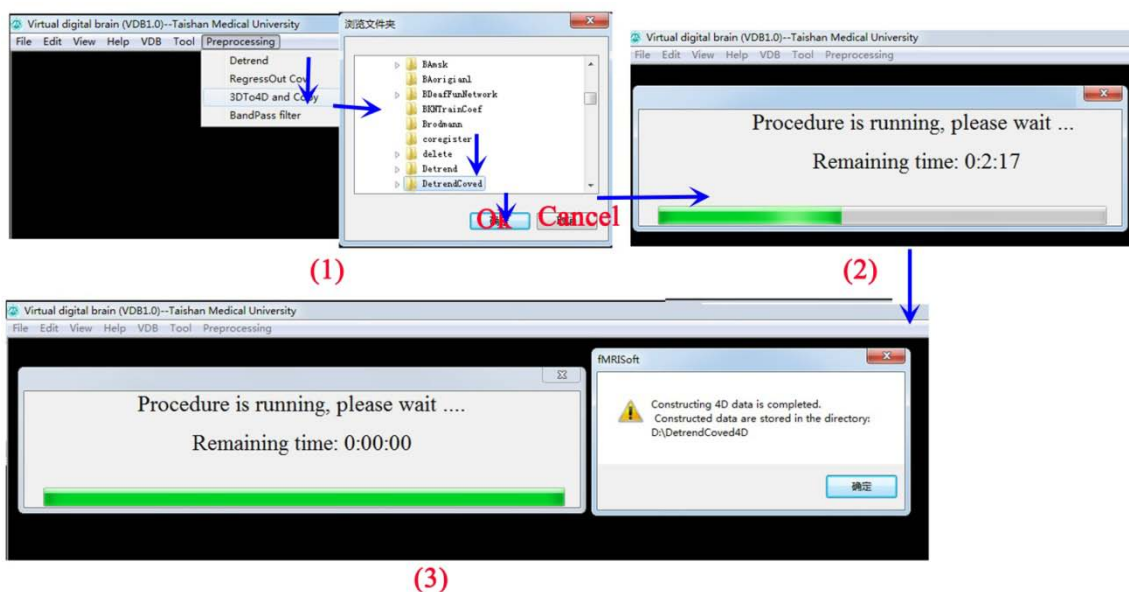 Virtual digital brain (VDB1.0)--Taishan Medical University
File Edit View Help VDB Tool Preprocessing
Detrend
RegressOut Cov
3DTo4D and Copy
BandPass filter
浏览文件夹
BAmsk
BAorigianl
BDeafFunNetwork
BKNTrainCoef
Brodmann
coregister
delete
Detrend
DetrendCoved
Ok Cancel
(1)
Virtual digital brain (VDB1.0)--Taishan Medical University
File Edit View Help VDB Tool Preprocessing
Procedure is running, please wait ...
Remaining time: 0:2:17
(2)
Virtual digital brain (VDB1.0)--Taishan Medical University
File Edit View Help VDB Tool Preprocessing
Procedure is running, please wait ....
Remaining time: 0:00:00
fMRISoft
Constructing 4D data is completed.
Constructed data are stored in the directory:
D:\DetrendCoved4D
确定
(3)